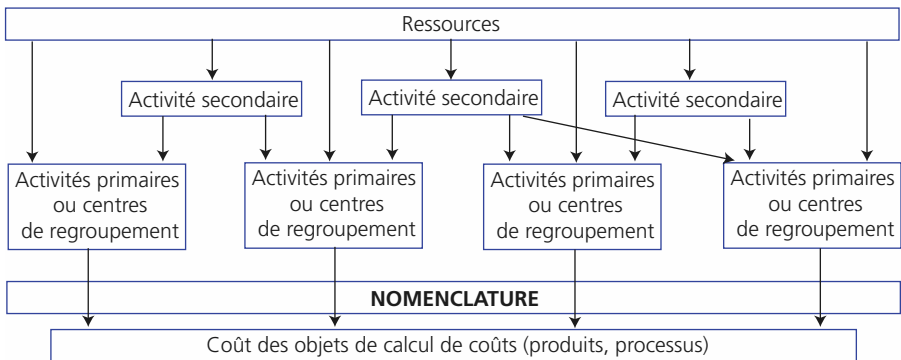 Ressources
Activité secondaire
Activité secondaire
Activité secondaire
Activités primaires
ou centres
de regroupement
Activités primaires
ou centres
de regroupement
Activités primaires
ou centres
de regroupement
Activités primaires
ou centres
de regroupement
NOMENCLATURE
Coût des objets de calcul de coûts (produits, processus)